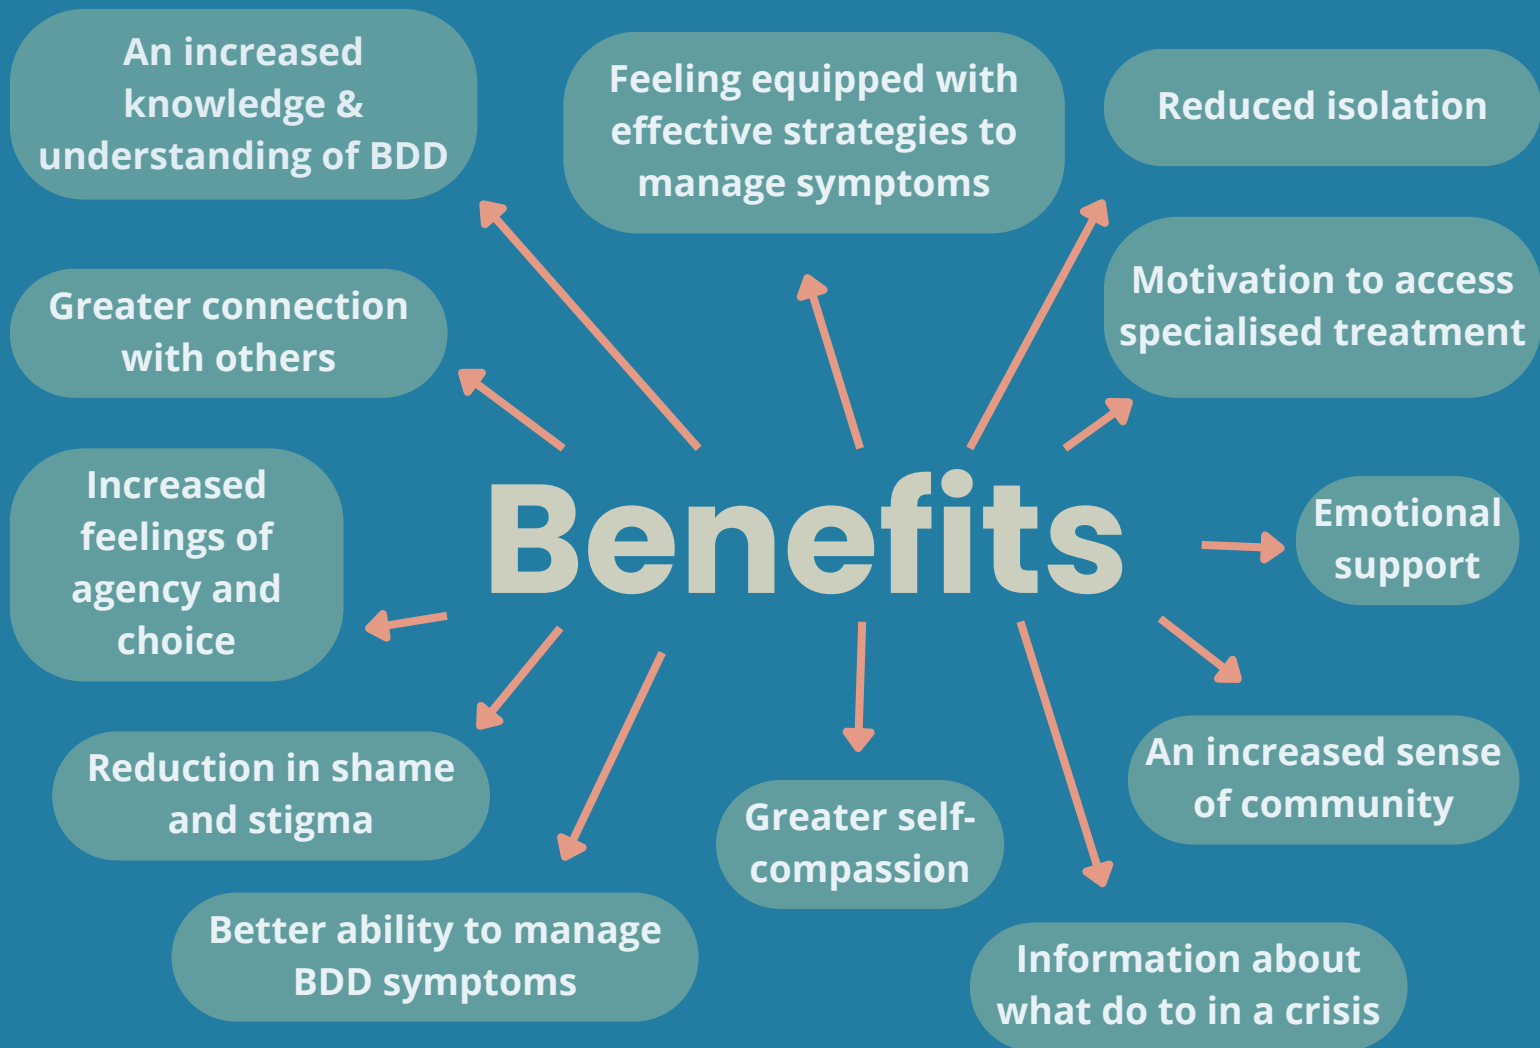 An increased
knowledge &
understanding of BDD
Feeling equipped with
effective strategies to
manage symptoms
Reduced isolation
Greater connection
with others
Motivation to access
specialised treatment
Increased
feelings of
agency and
choice
Benefits
Emotional
support
Reduction in shame
and stigma
Greater self-
compassion
An increased sense
of community
Better ability to manage
BDD symptoms
Information about
what do to in a crisis